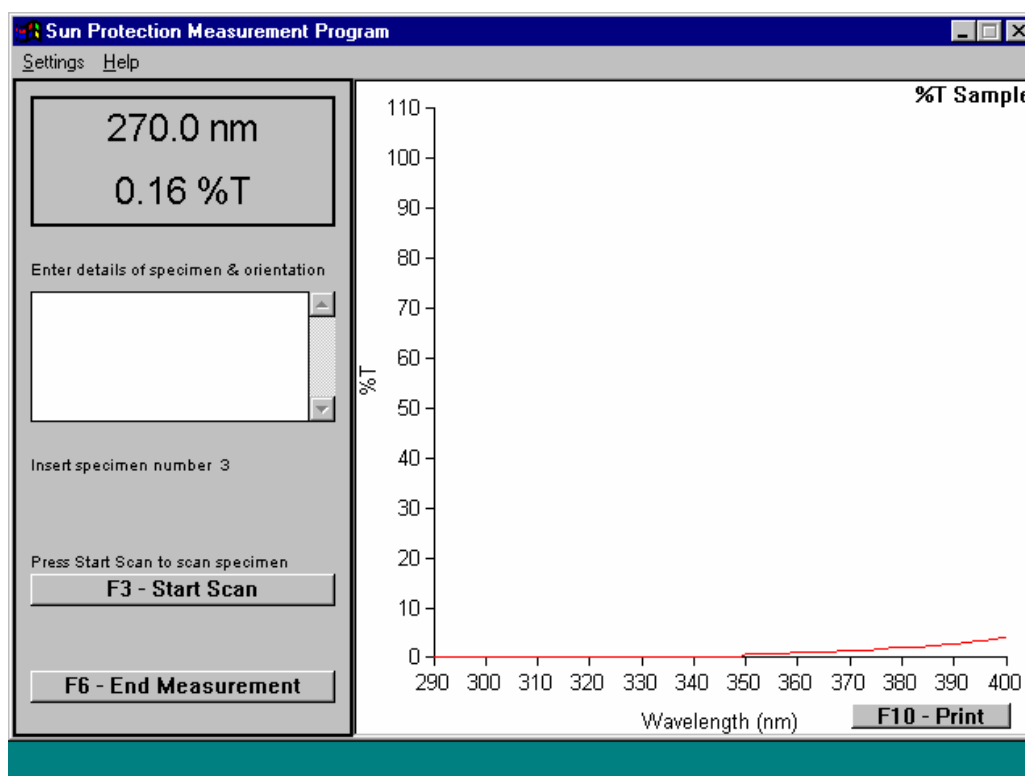 Sun Protection Measurement Program
Settings Help
270.0 nm
0.16 %T
Enter details of specimen & orientation
Insert specimen number 3
Press Start Scan to scan specimen
F3 - Start Scan
F6 - End Measurement
%T Sample
110
100
90
80
70
60
50
40
30
20
10
0
%T
290 300 310 320 330 340 350 360 370 380 390 400
Wavelength (nm)
F10 - Print